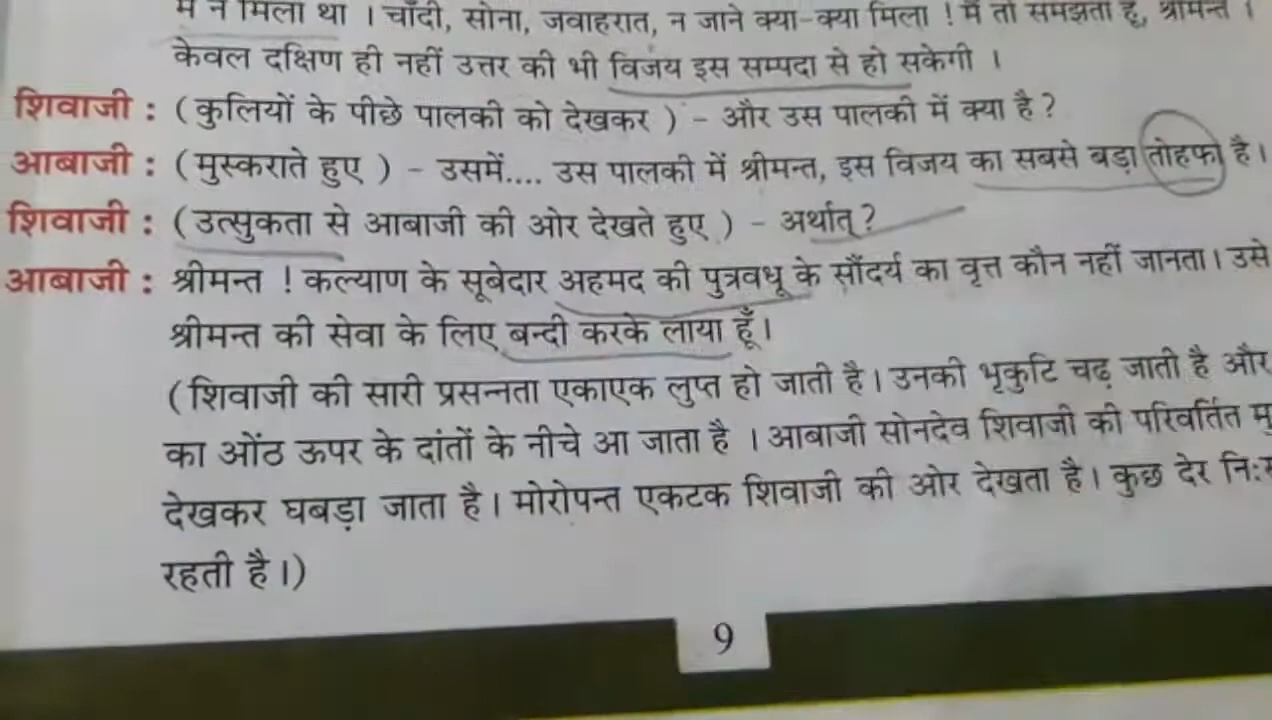 में न मिला था । चाँदी, सोना, जवाहरात, न जाने क्या-क्या मिला ! मैं तो समझता हूँ, श्रीमन्त ।
केवल दक्षिण ही नहीं उत्तर की भी विजय इस सम्पदा से हो सकेगी ।
शिवाजी : ( कुलियों के पीछे पालकी को देखकर ) - और उस पालकी में क्या है ?
आबाजी : ( मुस्कराते हुए ) - उसमें.... उस पालकी में श्रीमन्त, इस विजय का सबसे बड़ा तोहफा है ।
शिवाजी : ( उत्सुकता से आबाजी की ओर देखते हुए ) - अर्थात् ?
आबाजी : श्रीमन्त ! कल्याण के सूबेदार अहमद की पुत्रवधू के सौंदर्य का वृत्त कौन नहीं जानता । उसे
श्रीमन्त की सेवा के लिए बन्दी करके लाया हूँ ।
( शिवाजी की सारी प्रसन्नता एकाएक लुप्त हो जाती है । उनकी भृकुटि चढ़ जाती है और
का ओंठ ऊपर के दांतों के नीचे आ जाता है । आबाजी सोनदेव शिवाजी की परिवर्तित
देखकर घबड़ा जाता है । मोरोपन्त एकटक शिवाजी की ओर देखता है । कुछ देर
रहती है ।)
9